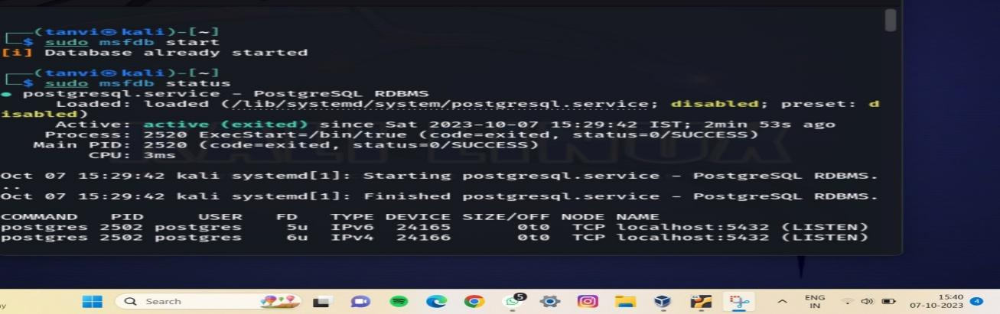 (tanvi㉿kali)-[~]
$ sudo msfdb start
[i] Database already started
(tanvi㉿kali)-[~]
$ sudo msfdb status
● postgresql.service - PostgreSQL RDBMS
Loaded: loaded (/lib/systemd/system/postgresql.service; disabled; preset: d
isabled)
Active: active (exited) since Sat 2023-10-07 15:29:42 IST; 2min 53s ago
Process: 2520 ExecStart=/bin/true (code=exited, status=0/SUCCESS)
Main PID: 2520 (code=exited, status=0/SUCCESS)
CPU: 3ms
Oct 07 15:29:42 kali systemd[1]: Starting postgresql.service - PostgreSQL RDBMS.
..
Oct 07 15:29:42 kali systemd[1]: Finished postgresql.service - PostgreSQL RDBMS.
COMMAND PID USER FD TYPE DEVICE SIZE/OFF NODE NAME
postgres 2502 postgres 5u IPv6 24165 0t0 TCP localhost:5432 (LISTEN)
postgres 2502 postgres 6u IPv4 24166 0t0 TCP localhost:5432 (LISTEN)
Search
5
ENG
IN
15:40
07-10-2023
4